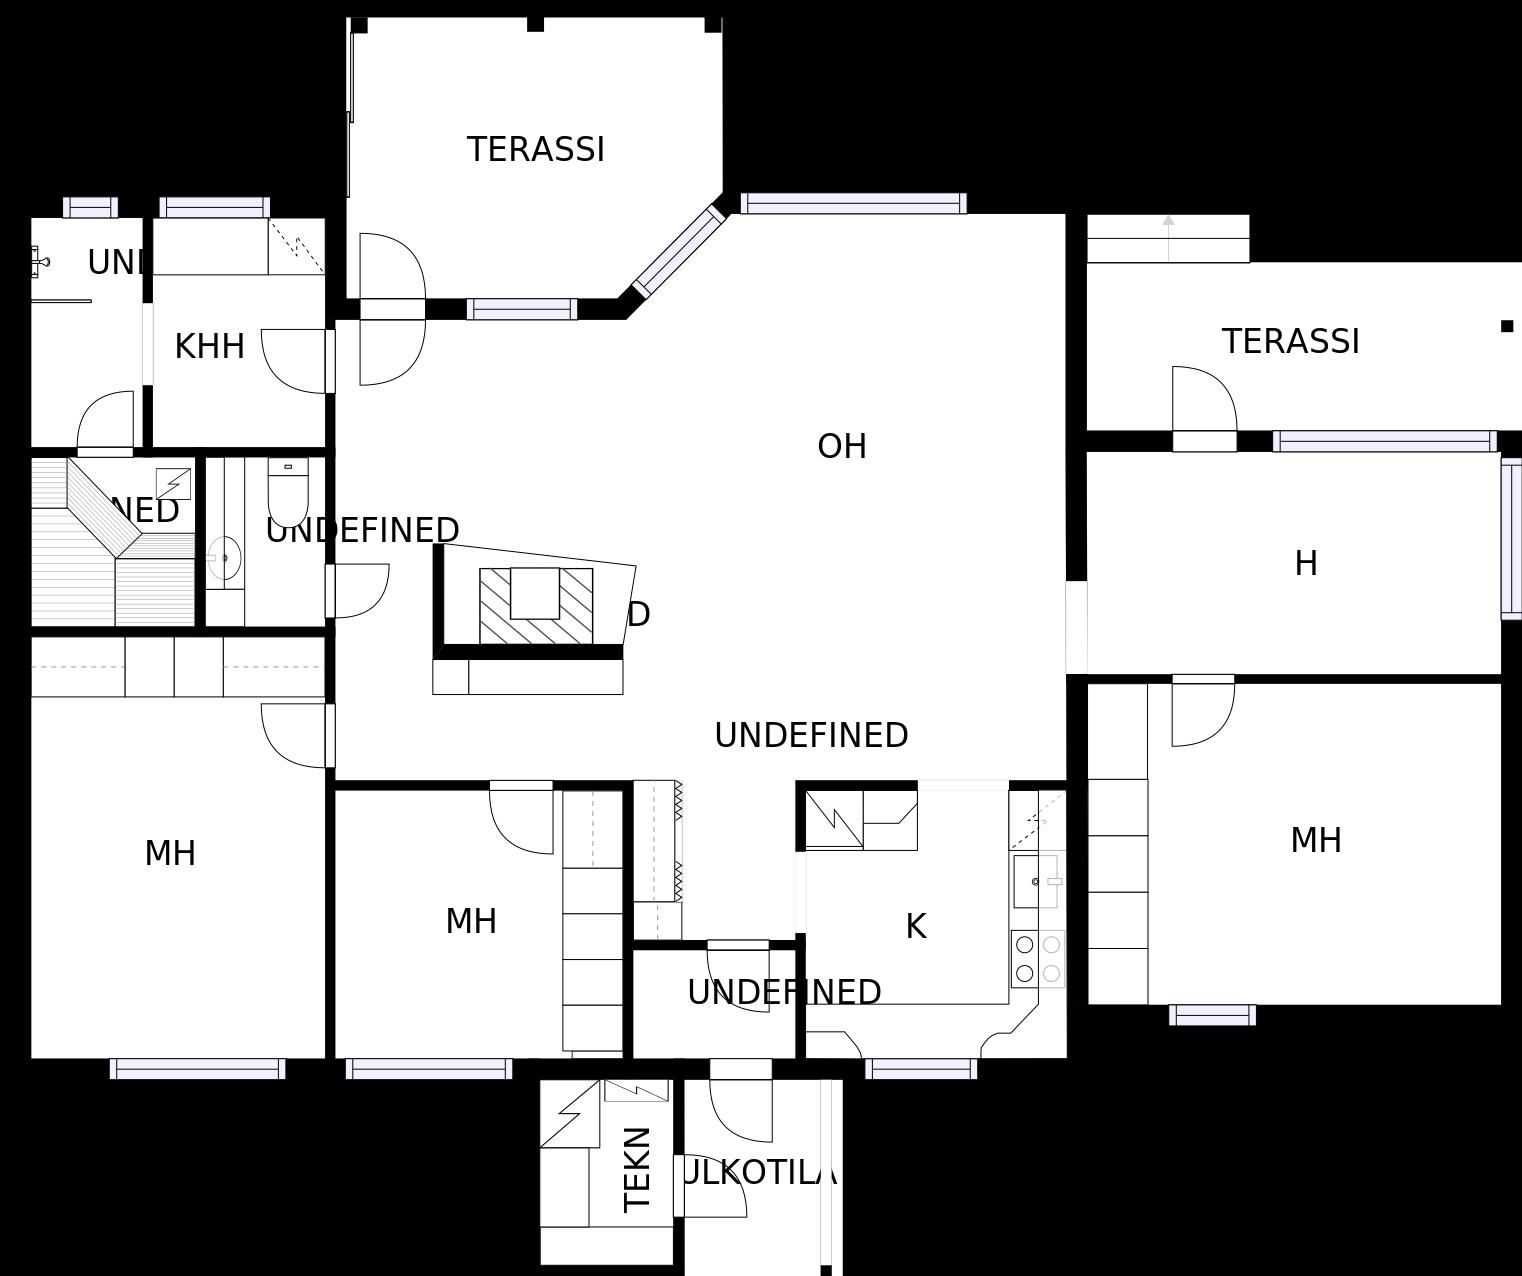 TERASSI
UND
KHH
TERASSI
OH
NED
UNDEFINED
H
D
UNDEFINED
MH
MH
MH
K
UNDEFINED
TEKN
ULKOTILA